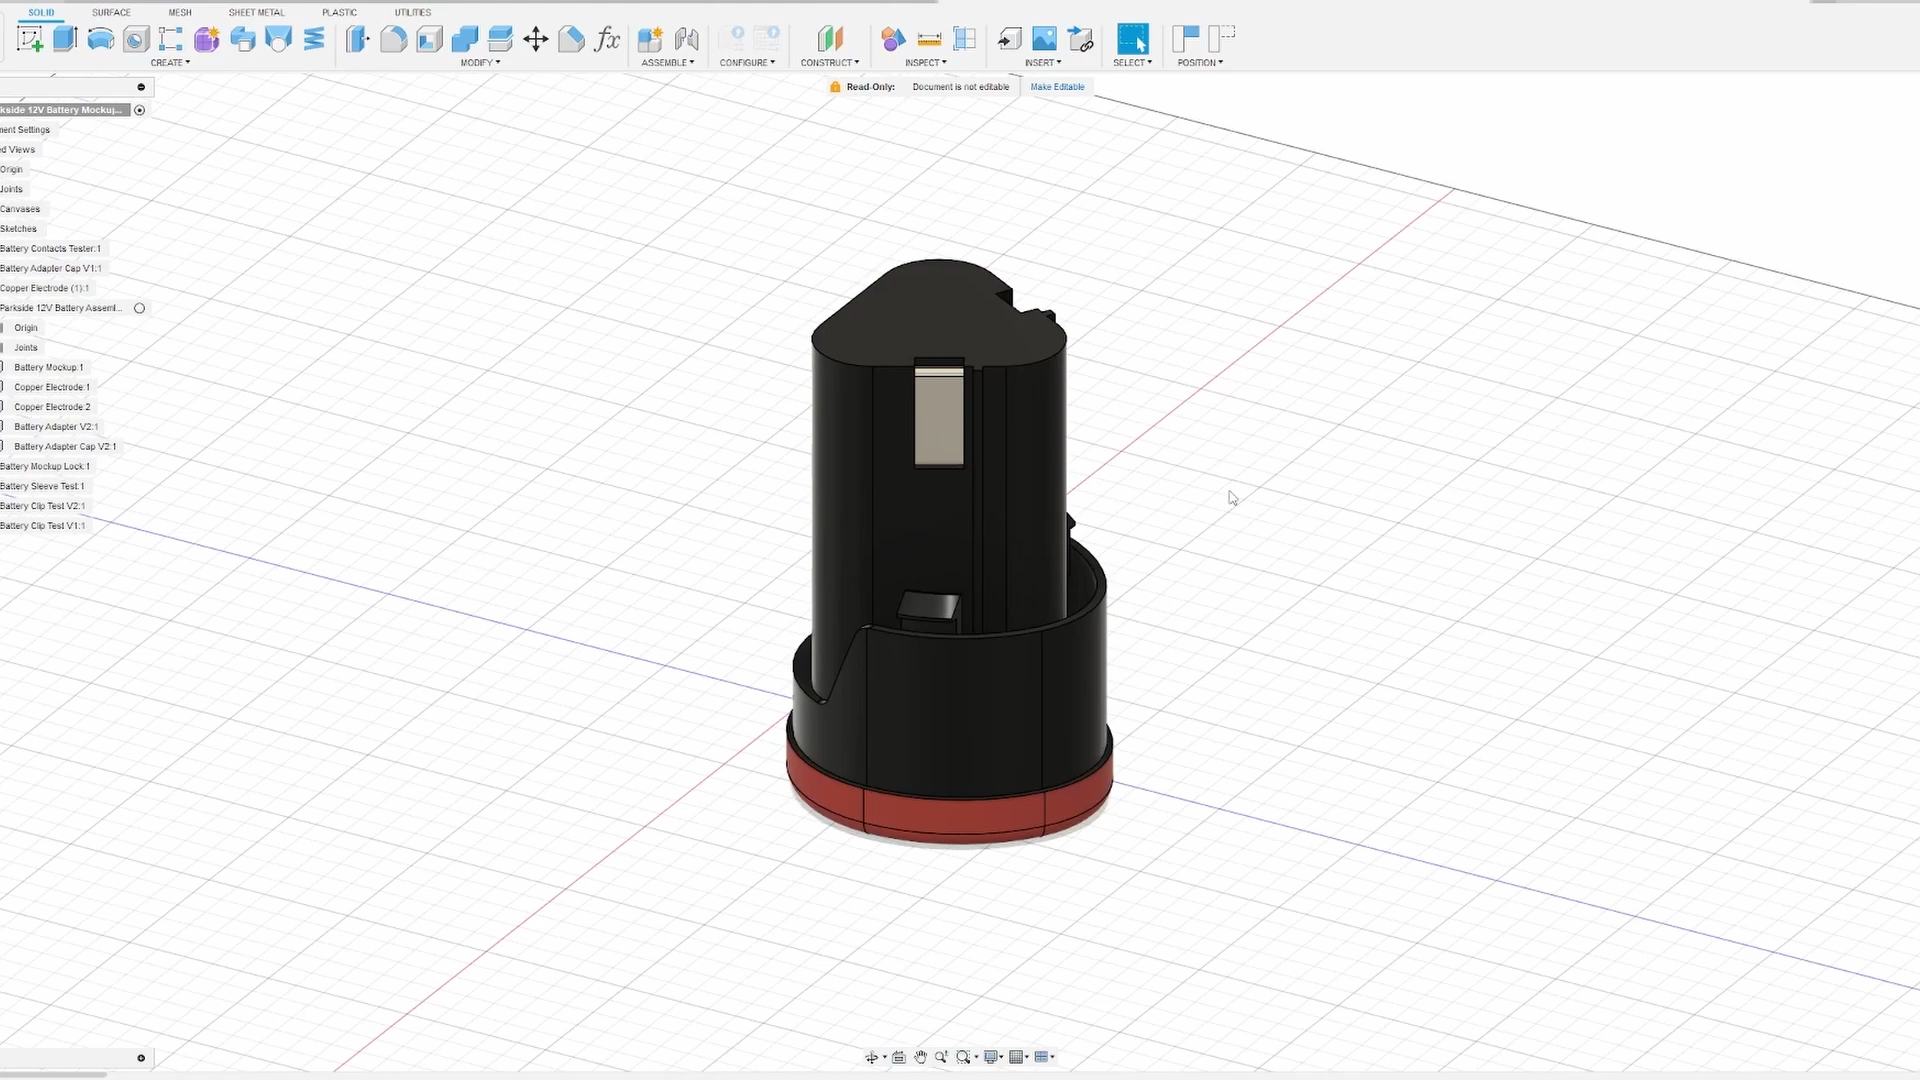 SOLID SURFACE MESH SHEET METAL PLASTIC UTILITIES
fx
CREATE MODIFY ASSEMBLE CONFIGURE CONSTRUCT INSPECT INSERT SELECT POSITION
Read-Only: Document is not editable Make Editable
kside 12V Battery Mockup...
ment Settings
ed Views
Origin
Joints
Canvases
Sketches
Battery Contacts Tester:1
Battery Adapter Cap V1:1
Copper Electrode (1):1
Parkside 12V Battery Asseml...
Origin
Joints
Battery Mockup:1
Copper Electrode:1
Copper Electrode:2
Battery Adapter V2:1
Battery Adapter Cap V2:1
Battery Mockup Lock:1
Battery Sleeve Test:1
Battery Clip Test V2:1
Battery Clip Test V1:1